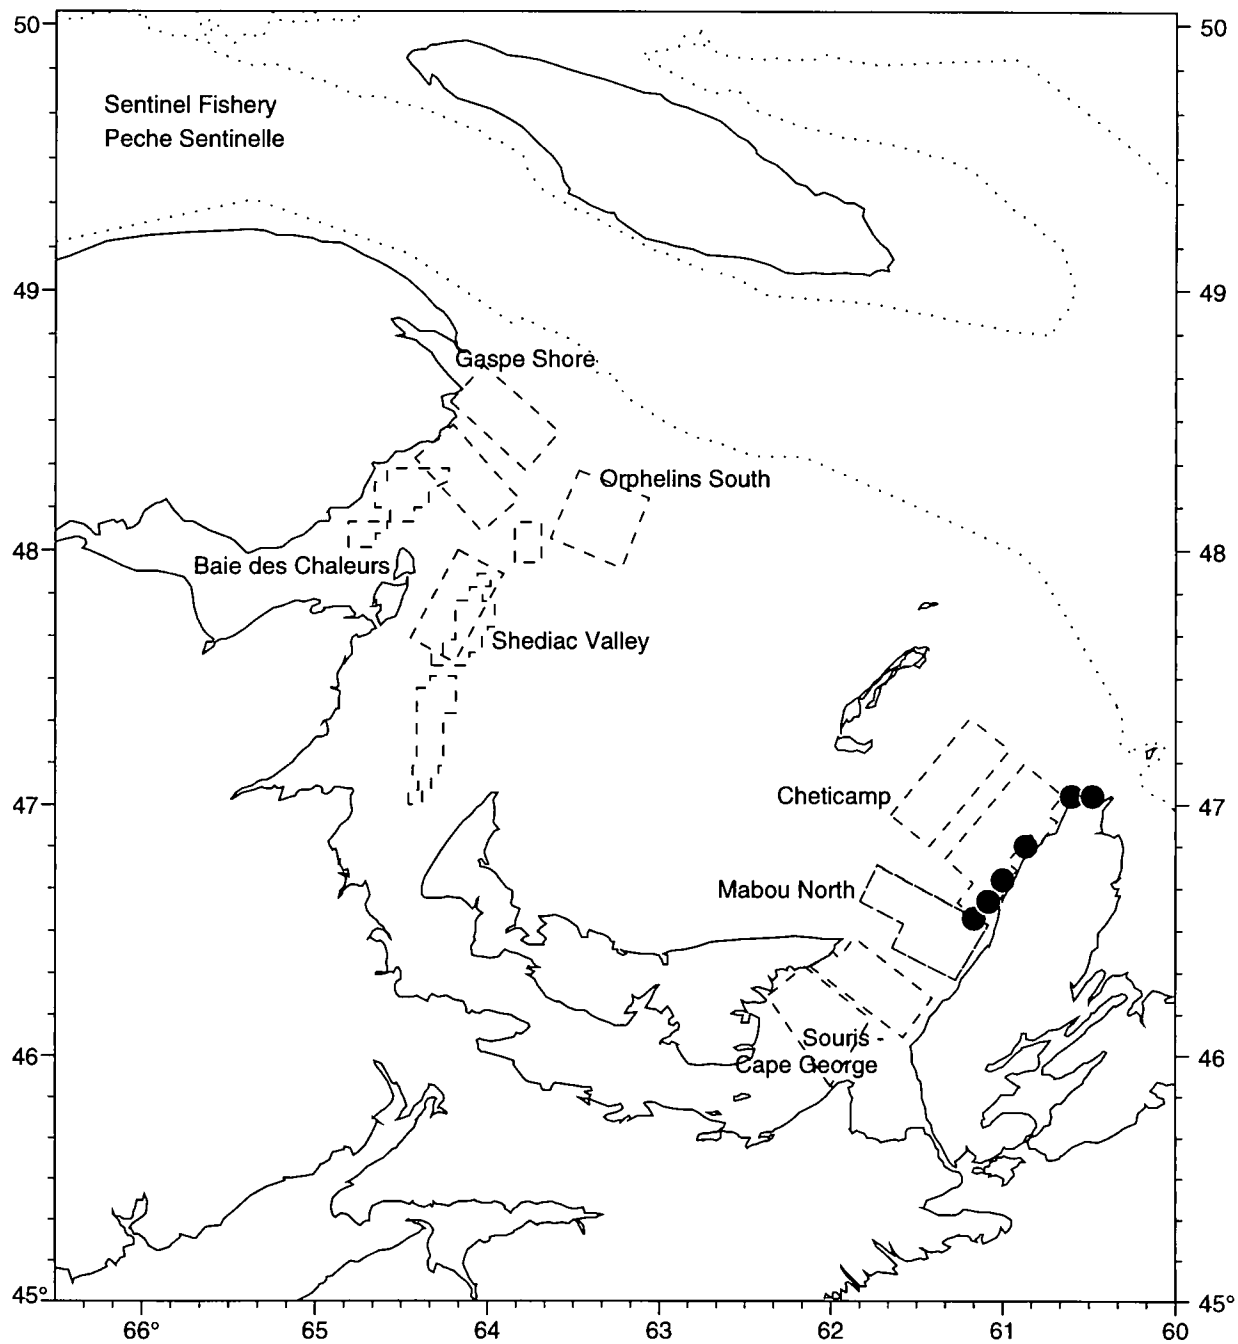 50
50
Sentinel Fishery
Peche Sentinelle
49
49
Gaspe Shore
Orphelins South
48
48
Baie des Chaleurs
Shediac Valley
Cheticamp
47
47
Mabou North
Souris -
46
46
Cape George
45°
45°
66°
65
64
63
62
61
60